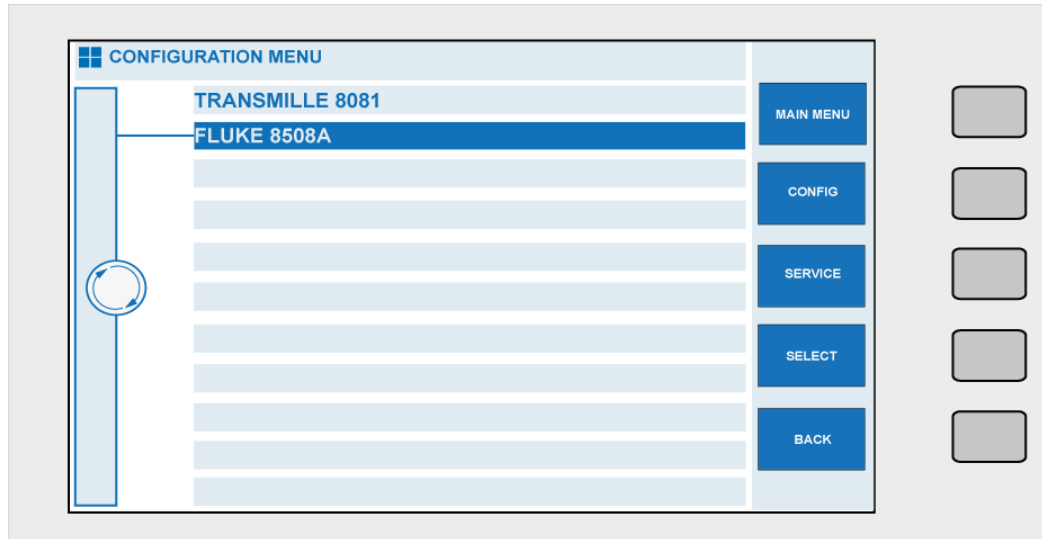 CONFIGURATION MENU
TRANSMILLE 8081
FLUKE 8508A
MAIN MENU
CONFIG
SERVICE
SELECT
BACK